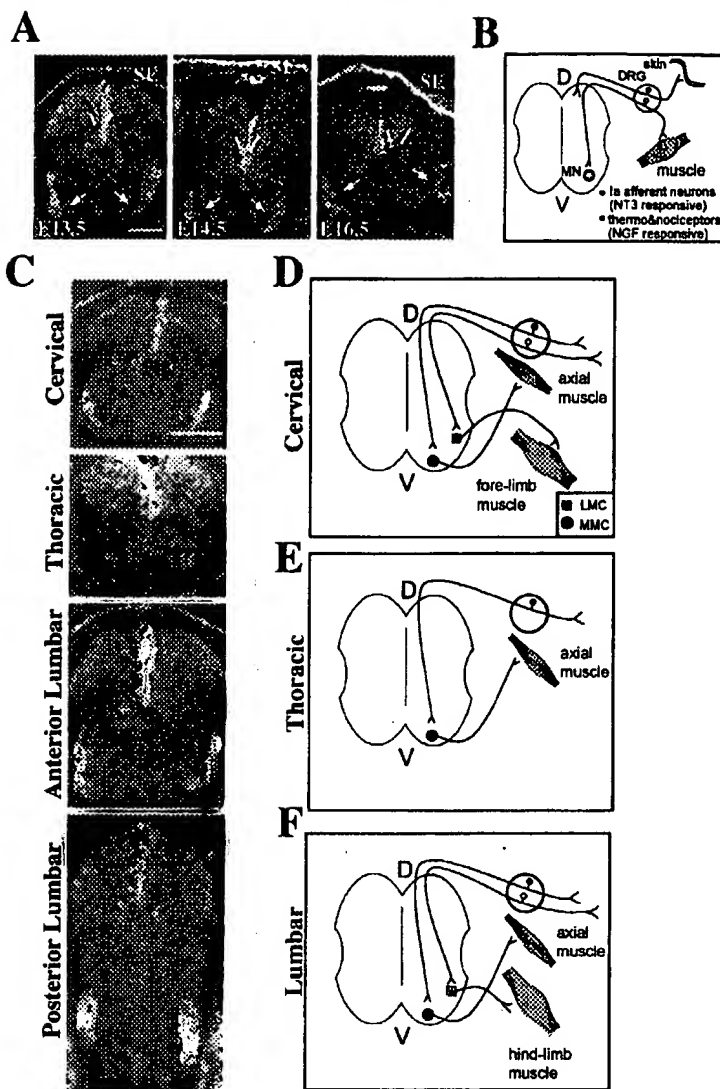 A
SE
E13.5
SE
E14.5
SE
E16.5
B
skin
DRG
D
MN
muscle
V
Ia afferent neurons
(NT3 responsive)
thermo&nociceptors
(NGF responsive)
C
Cervical
Thoracic
Anterior Lumbar
Posterior Lumbar
D
Cervical
D
axial
muscle
V
fore-limb
muscle
LMC
MMC
E
Thoracic
D
axial
muscle
V
F
Lumbar
D
axial
muscle
V
hind-limb
muscle